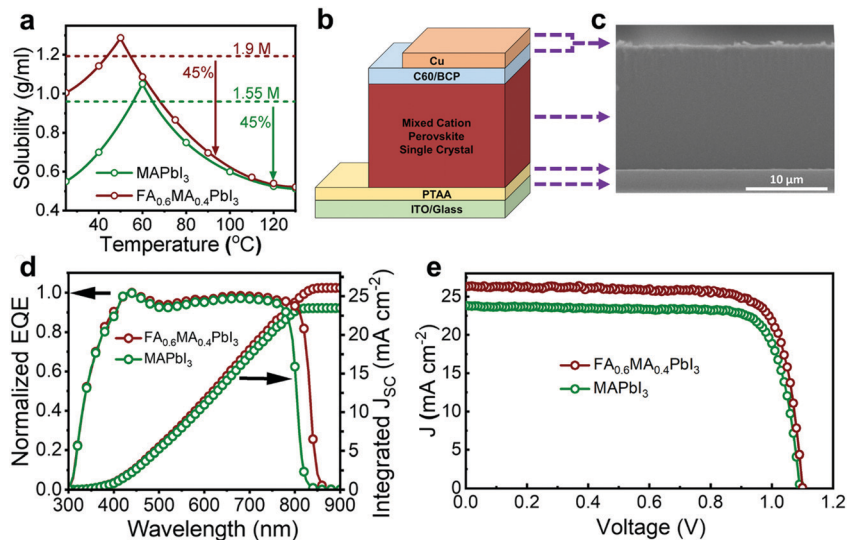 a
Solubility (g/ml)
1.4
1.2
1.0
0.8
0.6
0.4
1.9 M
45%
1.55 M
45%
MAPbI3
FA0.6MA0.4PbI3
40 60 80 100 120
Temperature (°C)
b
Cu
C60/BCP
Mixed Cation
Perovskite
Single Crystal
PTAA
ITO/Glass
c
10 µm
d
Normalized EQE
1.0
0.8
0.6
0.4
0.2
0.0
FA0.6MA0.4PbI3
MAPbI3
25
20
15
10
5
0
Integrated JSC (mA cm-2)
300 400 500 600 700 800 900
Wavelength (nm)
e
J (mA cm-2)
25
20
15
10
5
0
FA0.6MA0.4PbI3
MAPbI3
0.0 0.2 0.4 0.6 0.8 1.0 1.2
Voltage (V)